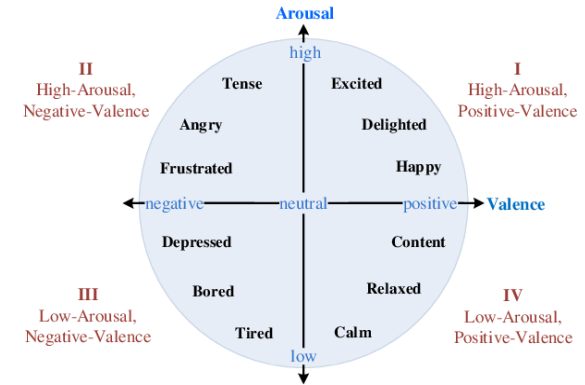 Arousal
high
II
High-Arousal,
Negative-Valence
I
High-Arousal,
Positive-Valence
Tense
Excited
Angry
Delighted
Frustrated
Happy
negative
neutral
positive
Valence
Depressed
Content
Bored
Relaxed
Tired
Calm
III
Low-Arousal,
Negative-Valence
IV
Low-Arousal,
Positive-Valence
low